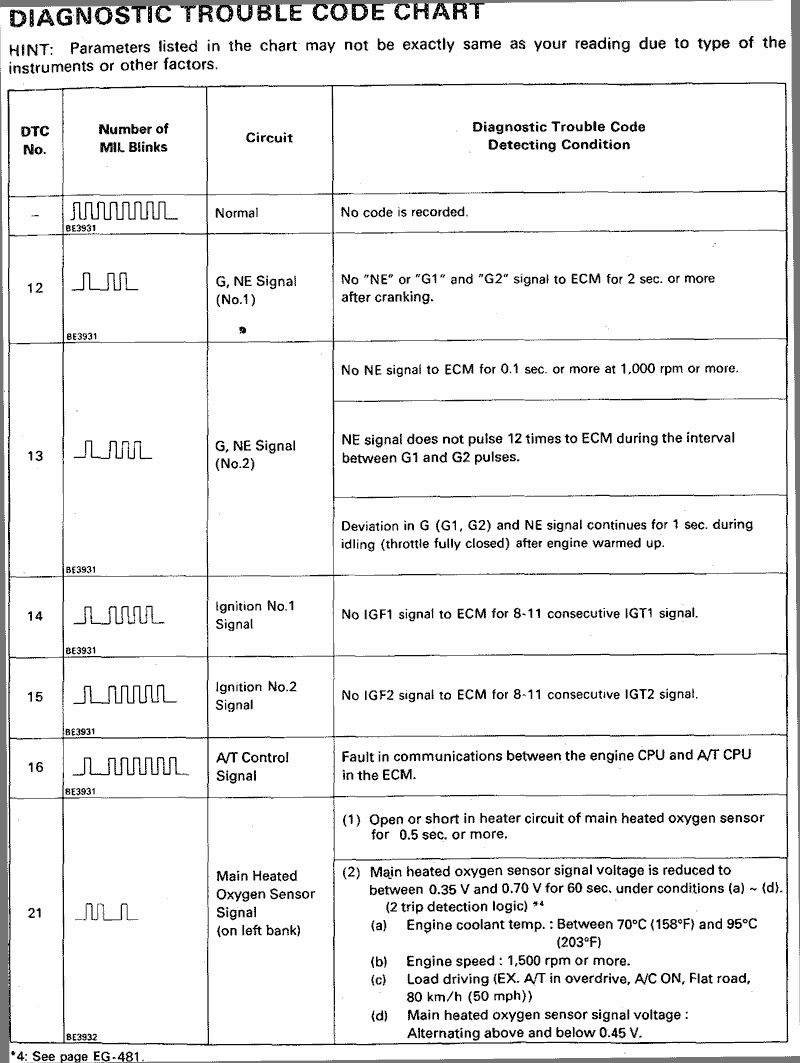 DIAGNOSTIC TROUBLE CODE CHART
HINT: Parameters listed in the chart may not be exactly same as your reading due to type of the
instruments or other factors.
DTC
No.
Number of
MIL Blinks
Circuit
Diagnostic Trouble Code
Detecting Condition
–
BE3931
Normal
No code is recorded.
12
BE3931
G, NE Signal
(No.1)
No "NE" or "G1" and "G2" signal to ECM for 2 sec. or more
after cranking.
13
BE3931
G, NE Signal
(No.2)
No NE signal to ECM for 0.1 sec. or more at 1,000 rpm or more.
NE signal does not pulse 12 times to ECM during the interval
between G1 and G2 pulses.
Deviation in G (G1, G2) and NE signal continues for 1 sec. during
idling (throttle fully closed) after engine warmed up.
14
BE3931
Ignition No.1
Signal
No IGF1 signal to ECM for 8-11 consecutive IGT1 signal.
15
BE3931
Ignition No.2
Signal
No IGF2 signal to ECM for 8-11 consecutive IGT2 signal.
16
BE3931
A/T Control
Signal
Fault in communications between the engine CPU and A/T CPU
in the ECM.
21
BE3932
Main Heated
Oxygen Sensor
Signal
(on left bank)
(1) Open or short in heater circuit of main heated oxygen sensor
for 0.5 sec. or more.
(2) Main heated oxygen sensor signal voltage is reduced to
between 0.35 V and 0.70 V for 60 sec. under conditions (a) ~ (d).
(2 trip detection logic) *4
(a) Engine coolant temp. : Between 70°C (158°F) and 95°C
(203°F)
(b) Engine speed : 1,500 rpm or more.
(c) Load driving (EX. A/T in overdrive, A/C ON, Flat road,
80 km/h (50 mph))
(d) Main heated oxygen sensor signal voltage :
Alternating above and below 0.45 V.
*4: See page EG-481.